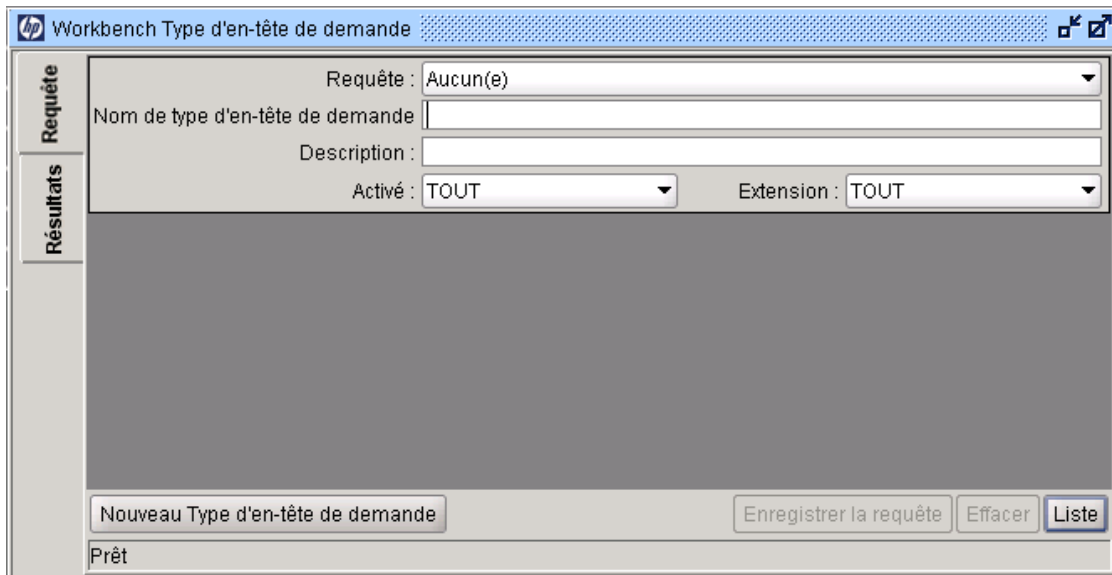 hp Workbench Type d'en-tête de demande
Requête
Résultats
Requête : Aucun(e)
Nom de type d'en-tête de demande
Description :
Activé : TOUT Extension : TOUT
Nouveau Type d'en-tête de demande Enregistrer la requête Effacer Liste
Prêt